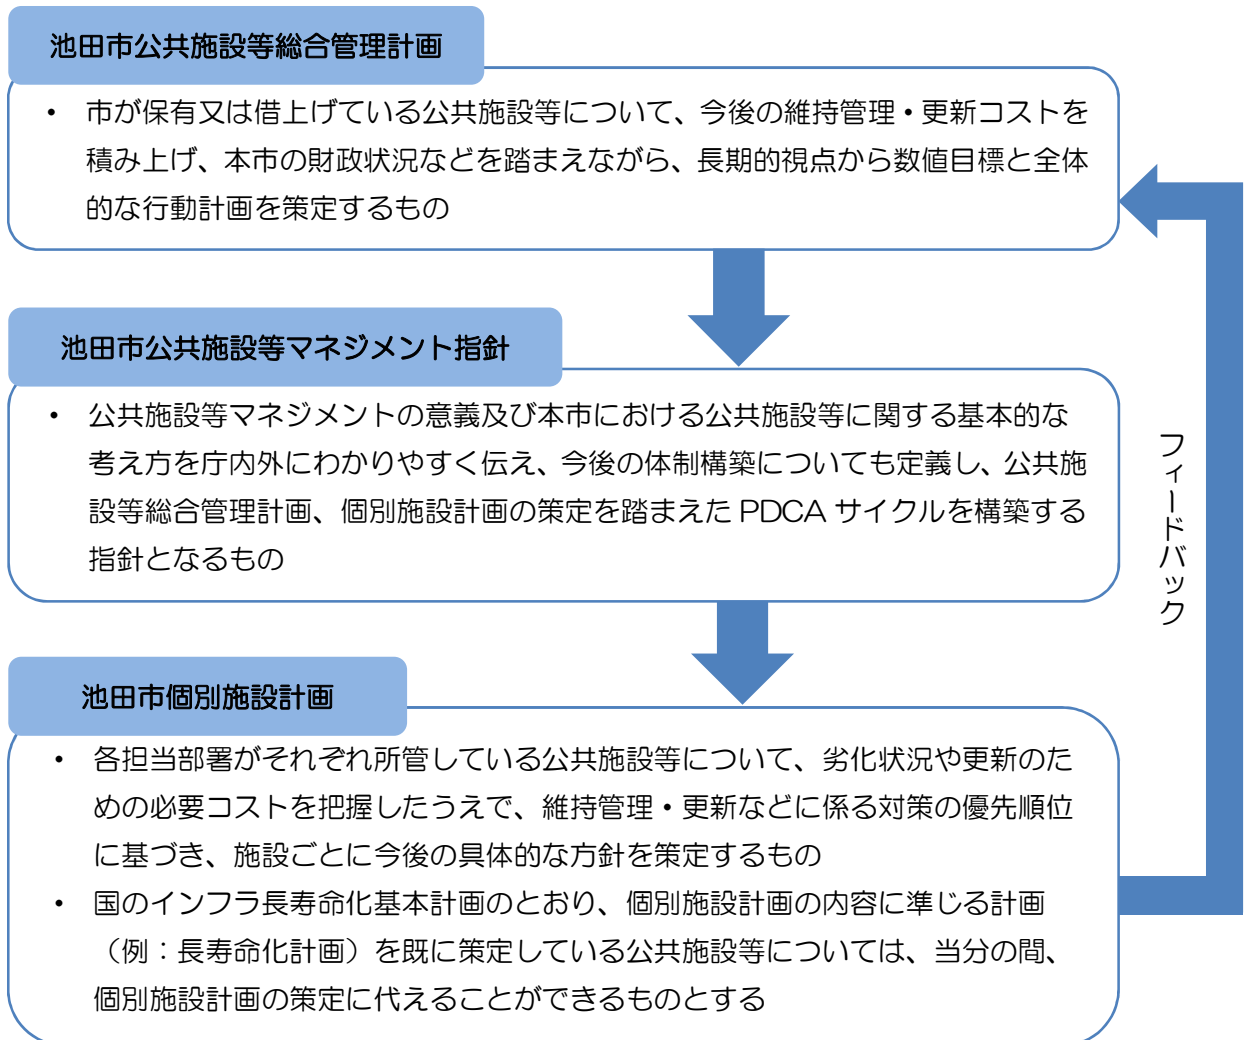 池田市公共施設等総合管理計画
・ 市が保有又は借上げている公共施設等について、今後の維持管理・更新コストを
積み上げ、本市の財政状況などを踏まえながら、長期的視点から数値目標と全体
的な行動計画を策定するもの
池田市公共施設等マネジメント指針
・ 公共施設等マネジメントの意義及び本市における公共施設等に関する基本的な
考え方を庁内外にわかりやすく伝え、今後の体制構築についても定義し、公共施
設等総合管理計画、個別施設計画の策定を踏まえた PDCA サイクルを構築する
指針となるもの
フィードバック
池田市個別施設計画
・ 各担当部署がそれぞれ所管している公共施設等について、劣化状況や更新のた
めの必要コストを把握したうえで、維持管理・更新などに係る対策の優先順位
に基づき、施設ごとに今後の具体的な方針を策定するもの
・ 国のインフラ長寿命化基本計画のとおり、個別施設計画の内容に準じる計画
（例：長寿命化計画）を既に策定している公共施設等については、当分の間、
個別施設計画の策定に代えることができるものとする